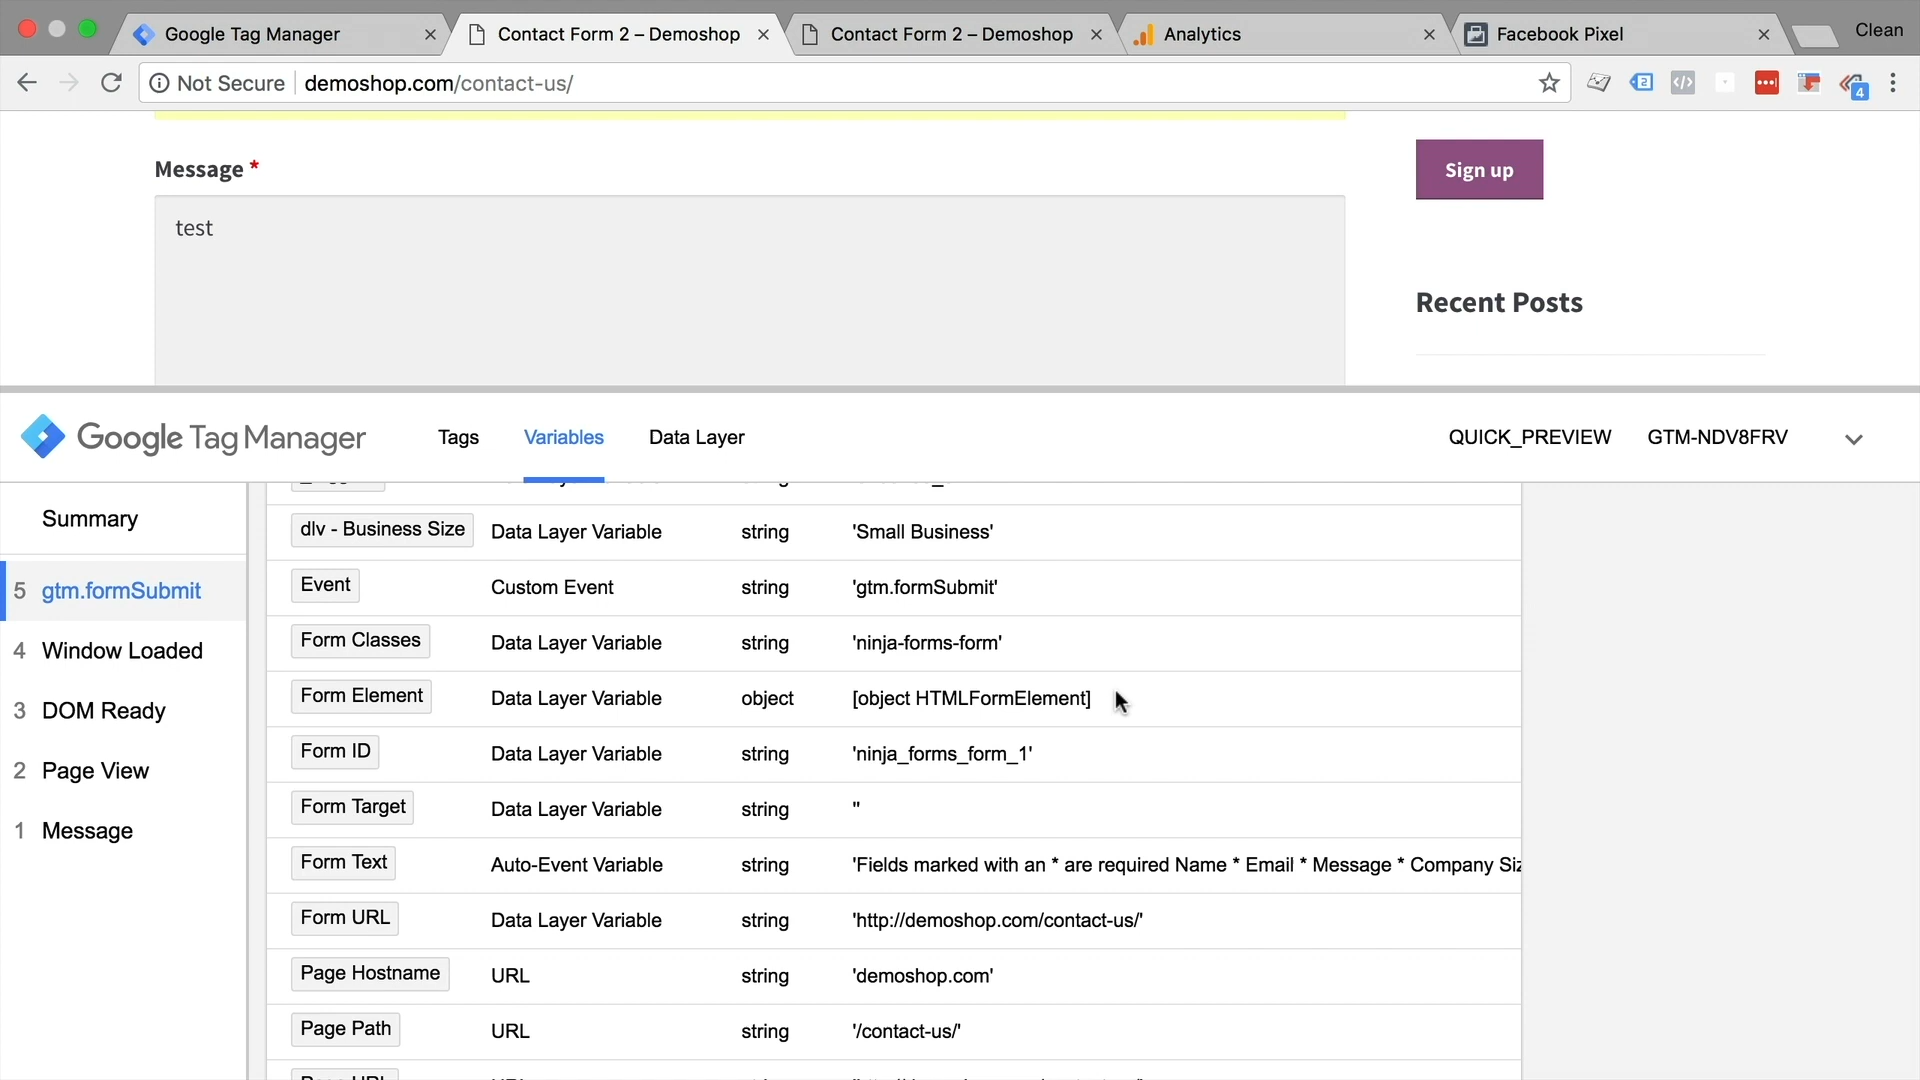 Google Tag Manager
Contact Form 2 – Demoshop
Contact Form 2 – Demoshop
Analytics
Facebook Pixel
Clean
Not Secure
demoshop.com/contact-us/
2
4
Message *
test
Sign up
Recent Posts
Google Tag Manager
Tags
Variables
Data Layer
QUICK_PREVIEW
GTM-NDV8FRV
Summary
5 gtm.formSubmit
4 Window Loaded
3 DOM Ready
2 Page View
1 Message
dlv - Business Size Data Layer Variable string 'Small Business'
Event Custom Event string 'gtm.formSubmit'
Form Classes Data Layer Variable string 'ninja-forms-form'
Form Element Data Layer Variable object [object HTMLFormElement]
Form ID Data Layer Variable string 'ninja_forms_form_1'
Form Target Data Layer Variable string ''
Form Text Auto-Event Variable string 'Fields marked with an * are required Name * Email * Message * Company Siz
Form URL Data Layer Variable string 'http://demoshop.com/contact-us/'
Page Hostname URL string 'demoshop.com'
Page Path URL string '/contact-us/'